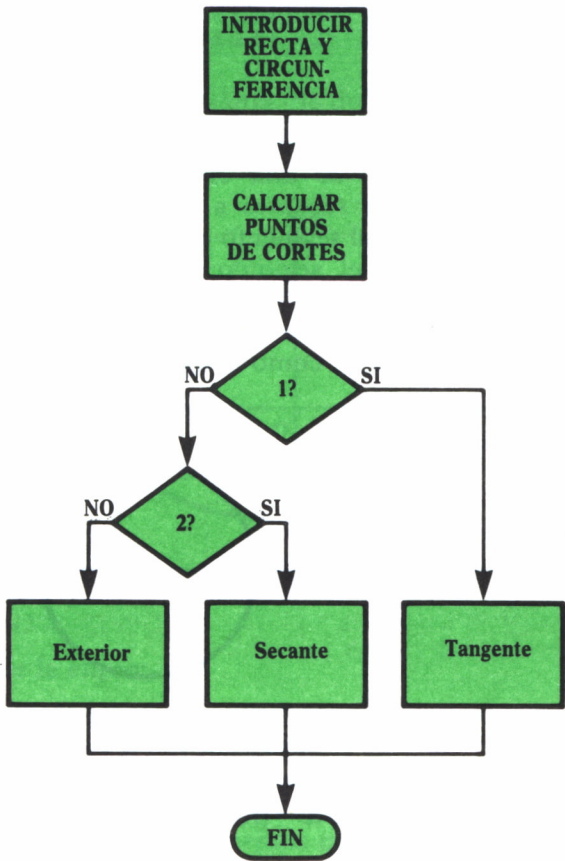 INTRODUCIR
RECTA Y
CIRCUN-
FERENCIA
CALCULAR
PUNTOS
DE CORTES
NO
1?
SI
NO
2?
SI
Exterior
Secante
Tangente
FIN